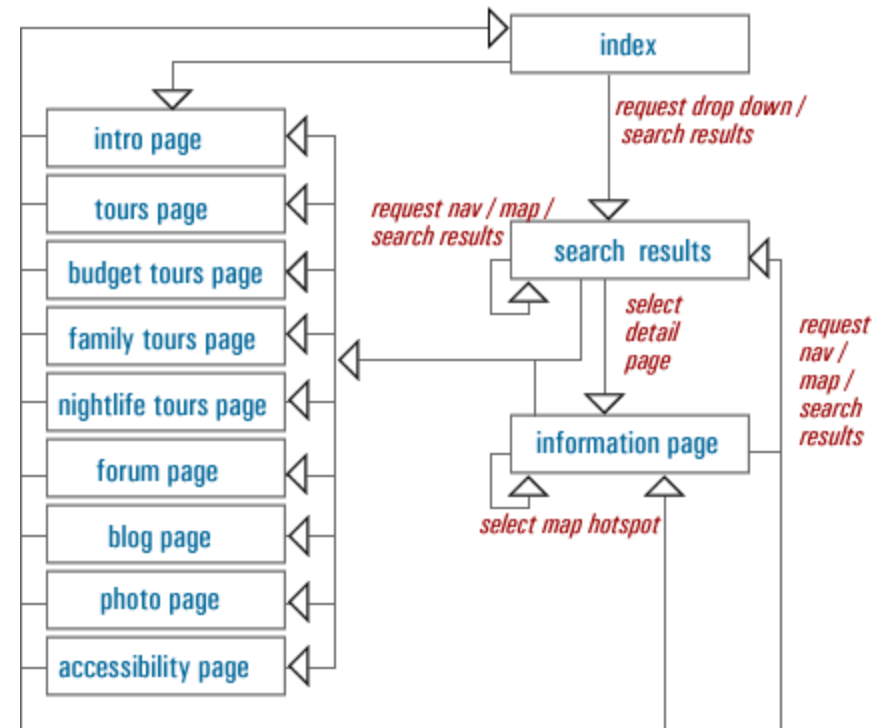 index
request drop down /
search results
intro page
tours page
budget tours page
family tours page
nightlife tours page
forum page
blog page
photo page
accessibility page
request nav / map /
search results
search results
select
detail
page
request
nav /
map /
search
results
information page
select map hotspot